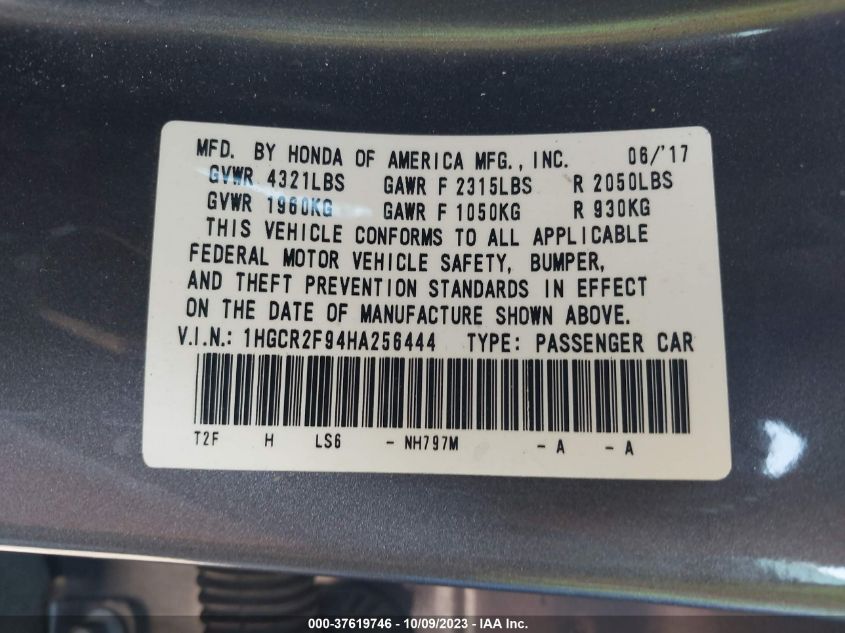 MFD. BY HONDA OF AMERICA MFG., INC. 06/'17
GVWR 4321LBS GAWR F 2315LBS R 2050LBS
GVWR 1960KG GAWR F 1050KG R 930KG
THIS VEHICLE CONFORMS TO ALL APPLICABLE
FEDERAL MOTOR VEHICLE SAFETY, BUMPER,
AND THEFT PREVENTION STANDARDS IN EFFECT
ON THE DATE OF MANUFACTURE SHOWN ABOVE.
V.I.N.: 1HGCR2F94HA256444 TYPE: PASSENGER CAR
T2F H LS6 - NH797M - A - A
000-37619746 - 10/09/2023 - IAA Inc.